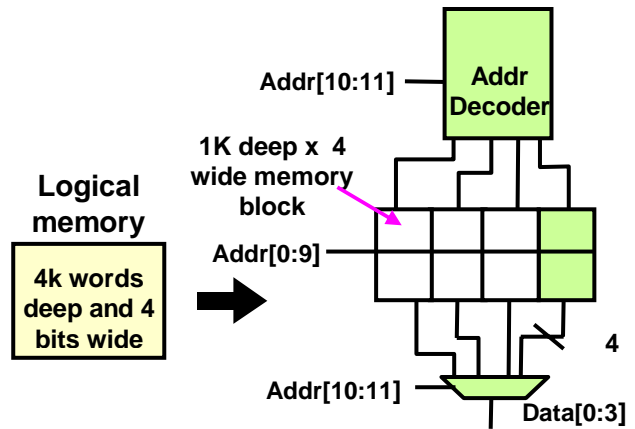 Addr
Decoder
Addr[10:11]
1K deep x 4
wide memory
block
Logical
memory
Addr[0:9]
4k words
deep and 4
bits wide
4
Addr[10:11]
Data[0:3]